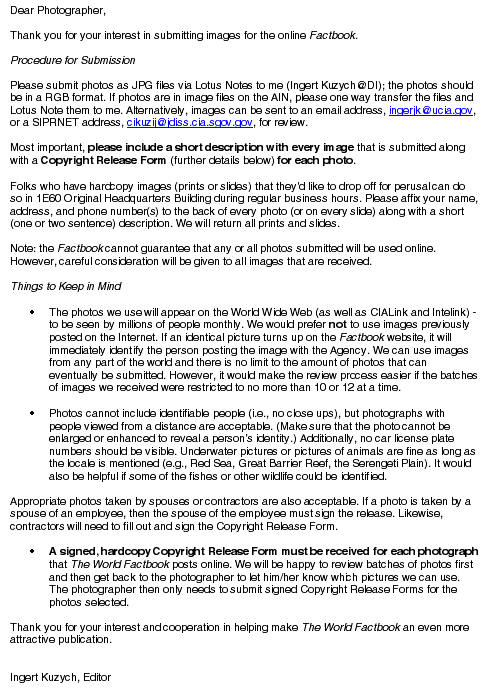 Dear Photographer,
Thank you for your interest in submitting images for the online Factbook.
Procedure for Submission
Please submit photos as JPG files via Lotus Notes to me (Ingert Kuzych@DI); the photos should
be in a RGB format. If photos are in image files on the AIN, please one way transfer the files and
Lotus Note them to me. Alternatively, images can be sent to an email address, ingerjk@ucia.gov,
or a SIPRNET address, cikuzij@jdiss.cia.sgov.gov, for review.
Most important, please include a short description with every image that is submitted along
with a Copyright Release Form (further details below) for each photo.
Folks who have hardcopy images (prints or slides) that they'd like to drop off for perusal can do
so in 1E60 Original Headquarters Building during regular business hours. Please affix your name,
address, and phone number(s) to the back of every photo (or on every slide) along with a short
(one or two sentence) description. We will return all prints and slides.
Note: the Factbook cannot guarantee that any or all photos submitted will be used online.
However, careful consideration will be given to all images that are received.
Things to Keep in Mind
• The photos we use will appear on the World Wide Web (as well as CIALink and Intelink) -
to be seen by millions of people monthly. We would prefer not to use images previously
posted on the Internet. If an identical picture turns up on the Factbook website, it will
immediately identify the person posting the image with the Agency. We can use images
from any part of the world and there is no limit to the amount of photos that can
eventually be submitted. However, it would make the review process easier if the batches
of images we received were restricted to no more than 10 or 12 at a time.
• Photos cannot include identifiable people (i.e., no close ups), but photographs with
people viewed from a distance are acceptable. (Make sure that the photo cannot be
enlarged or enhanced to reveal a person's identity.) Additionally, no car license plate
numbers should be visible. Underwater pictures or pictures of animals are fine as long as
the locale is mentioned (e.g., Red Sea, Great Barrier Reef, the Serengeti Plain). It would
also be helpful if some of the fishes or other wildlife could be identified.
Appropriate photos taken by spouses or contractors are also acceptable. If a photo is taken by a
spouse of an employee, then the spouse of the employee must sign the release. Likewise,
contractors will need to fill out and sign the Copyright Release Form.
• A signed, hardcopy Copyright Release Form must be received for each photograph
that The World Factbook posts online. We will be happy to review batches of photos first
and then get back to the photographer to let him/her know which pictures we can use.
The photographer then only needs to submit signed Copyright Release Forms for the
photos selected.
Thank you for your interest and cooperation in helping make The World Factbook an even more
attractive publication.
Ingert Kuzych, Editor